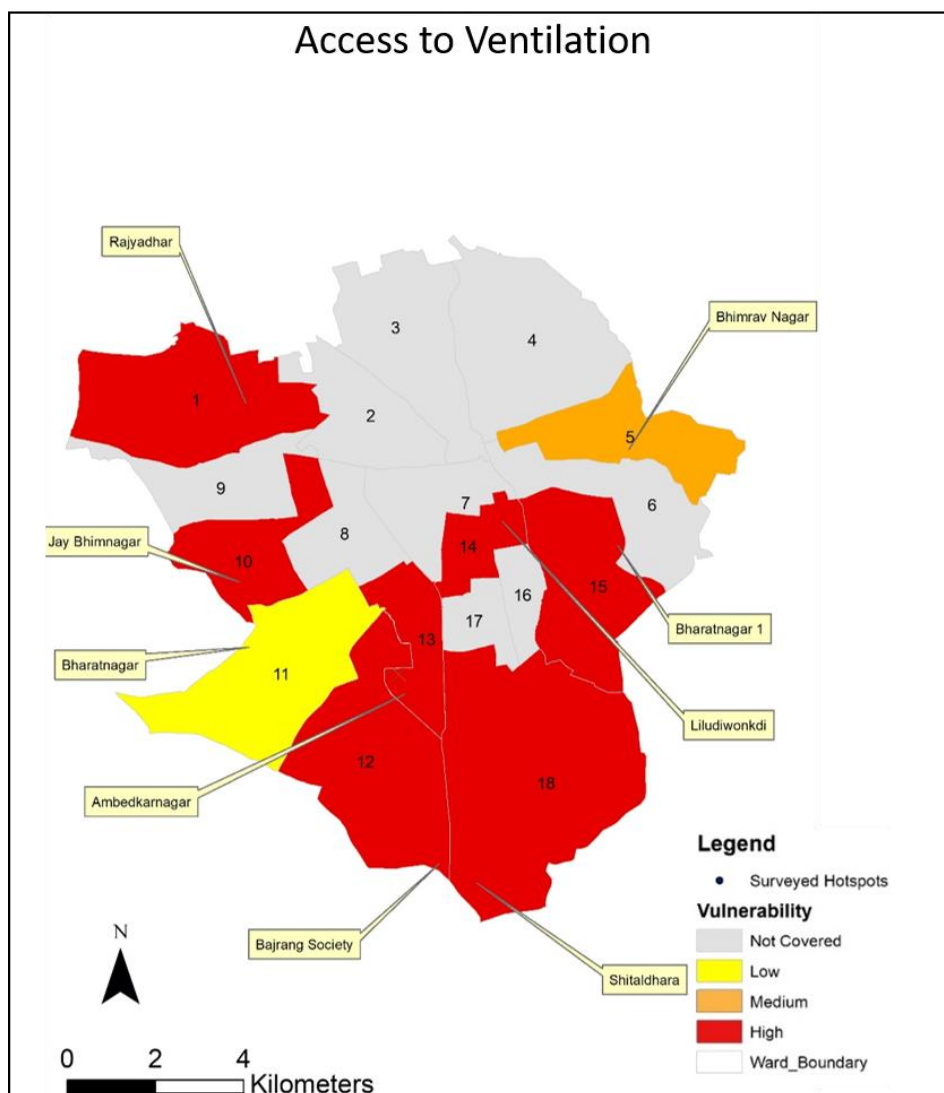 Access to Ventilation
Rajyadhar
Bhimrav Nagar
3
4
1
2
5
9
6
7
8
Jay Bhimnagar
10
14
15
16
17
13
Bharatnagar 1
Bharatnagar
11
Liludiwonkdi
12
18
Ambedkarnagar
Legend
Surveyed Hotspots
Vulnerability
Not Covered
Low
Medium
High
Ward_Boundary
Bajrang Society
Shitaldhara
N
0 2 4
Kilometers